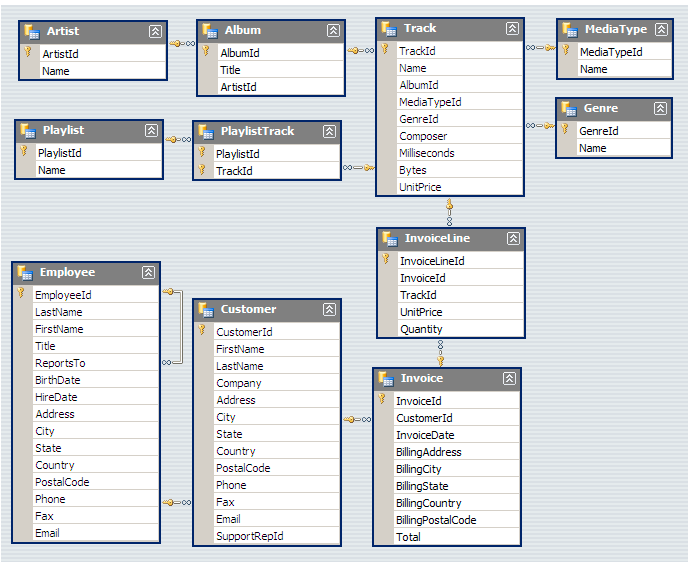 Artist
ArtistId
Name
Album
AlbumId
Title
ArtistId
Track
TrackId
Name
AlbumId
MediaTypeId
GenreId
Composer
Milliseconds
Bytes
UnitPrice
MediaType
MediaTypeId
Name
Genre
GenreId
Name
Playlist
PlaylistId
Name
PlaylistTrack
PlaylistId
TrackId
InvoiceLine
InvoiceLineId
InvoiceId
TrackId
UnitPrice
Quantity
Employee
EmployeeId
LastName
FirstName
Title
ReportsTo
BirthDate
HireDate
Address
City
State
Country
PostalCode
Phone
Fax
Email
Customer
CustomerId
FirstName
LastName
Company
Address
City
State
Country
PostalCode
Phone
Fax
Email
SupportRepId
Invoice
InvoiceId
CustomerId
InvoiceDate
BillingAddress
BillingCity
BillingState
BillingCountry
BillingPostalCode
Total